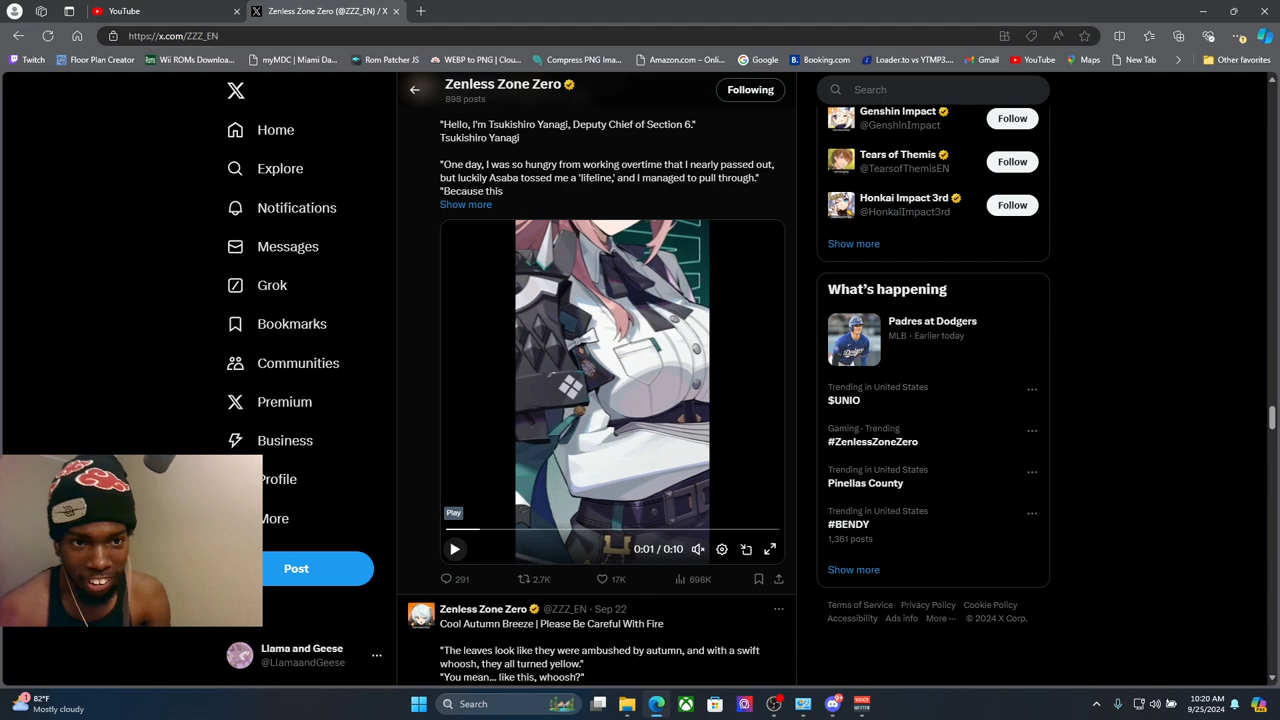 YouTube
Zenless Zone Zero (@ZZZ_EN) / X
https://x.com/ZZZ_EN
Twitch
Floor Plan Creator
Wii ROMs Downloa...
myMDC | Miami Da...
Rom Patcher JS
WEBP to PNG | Clou...
Compress PNG Ima...
Amazon.com – Onli...
Google
Booking.com
Loader.to vs YTMP3....
Gmail
YouTube
Maps
New Tab
Other favorites
Zenless Zone Zero
898 posts
Following
Home
Explore
Notifications
Messages
Grok
Bookmarks
Communities
Premium
Business
Profile
More
Post
Llama and Geese
@LlamaandGeese
"Hello, I'm Tsukishiro Yanagi, Deputy Chief of Section 6."
Tsukishiro Yanagi
"One day, I was so hungry from working overtime that I nearly passed out,
but luckily Asaba tossed me a 'lifeline,' and I managed to pull through."
"Because this
Show more
Play
0:01 / 0:10
291
2.7K
17K
698K
Zenless Zone Zero @ZZZ_EN · Sep 22
Cool Autumn Breeze | Please Be Careful With Fire
"The leaves look like they were ambushed by autumn, and with a swift
whoosh, they all turned yellow."
"You mean... like this, whoosh?"
Search
Genshin Impact
@GenshinImpact
Follow
Tears of Themis
@TearsofThemisEN
Follow
Honkai Impact 3rd
@HonkaiImpact3rd
Follow
Show more
What's happening
Padres at Dodgers
MLB · Earlier today
Trending in United States
$UNIO
Gaming · Trending
#ZenlessZoneZero
Trending in United States
Pinellas County
Trending in United States
#BENDY
1,361 posts
Show more
Terms of Service Privacy Policy Cookie Policy
Accessibility Ads info More ··· © 2024 X Corp.
1
82°F
Mostly cloudy
Search
10:20 AM
9/25/2024